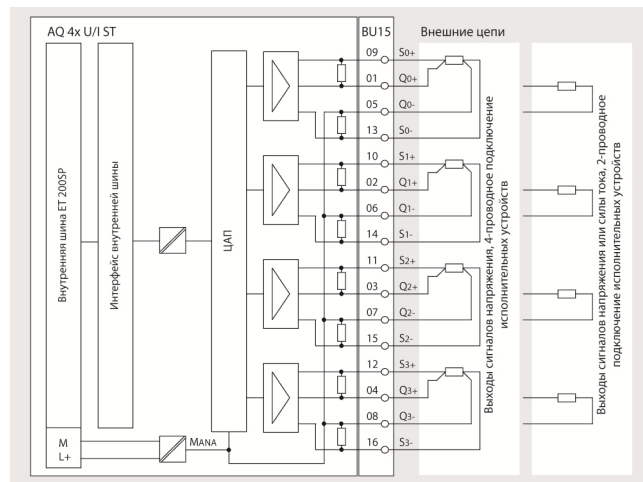 AQ 4x U/I ST
BU15
Внешние цепи
Внутренняя шина ET 200SP
Интерфейс внутренней шины
ЦАП
M
L+
MANA
09 S0+
01 Q0+
05 Q0-
13 S0-
10 S1+
02 Q1+
06 Q1-
14 S1-
11 S2+
03 Q2+
07 Q2-
15 S2-
12 S3+
04 Q3+
08 Q3-
16 S3-
Выходы сигналов напряжения, 4-проводное подключение
исполнительных устройств
Выходы сигналов напряжения или силы тока, 2-проводное
подключение исполнительных устройств